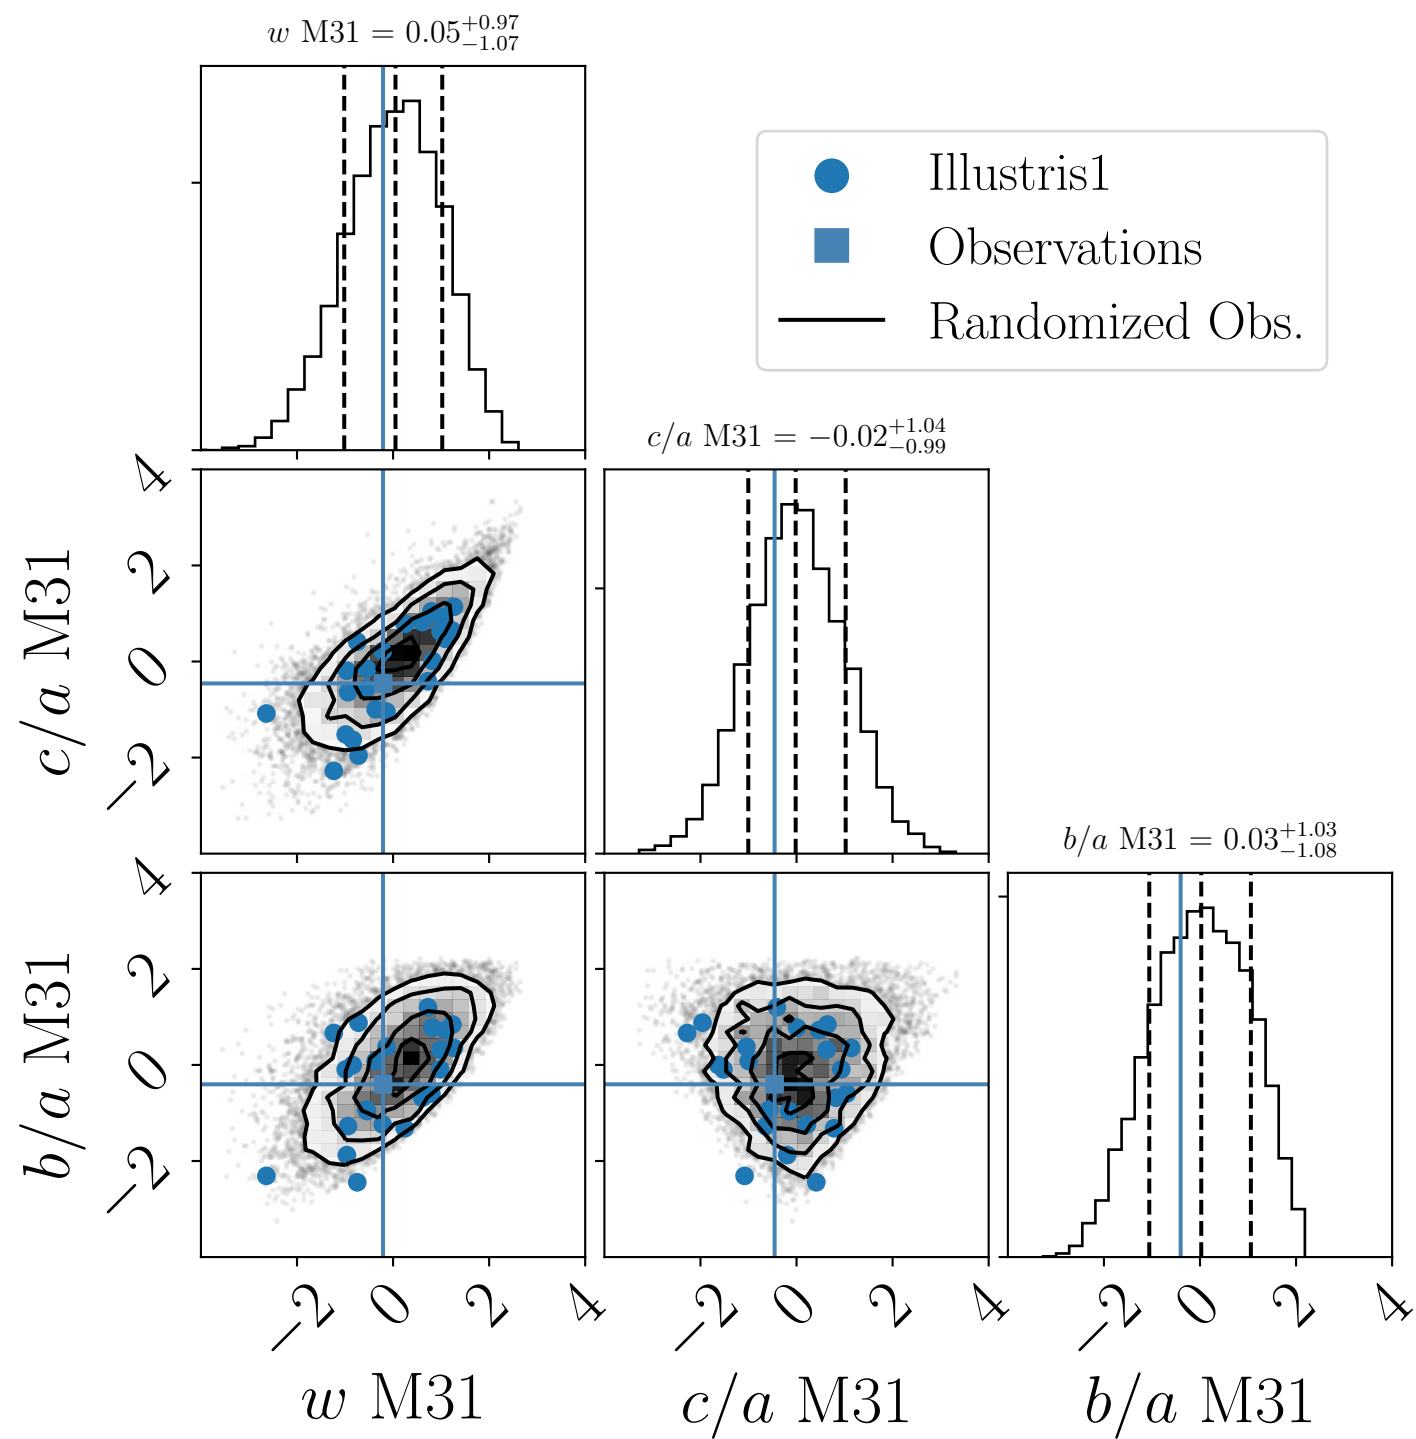 w M31 = 0.05+0.97−1.07
Illustris1
Observations
Randomized Obs.
c/a M31 = −0.02+1.04−0.99
4
2
0
−2
c/a M31
b/a M31 = 0.03+1.03−1.08
4
2
0
−2
b/a M31
−2 0 2 4 −2 0 2 4 −2 0 2 4
w M31 c/a M31 b/a M31